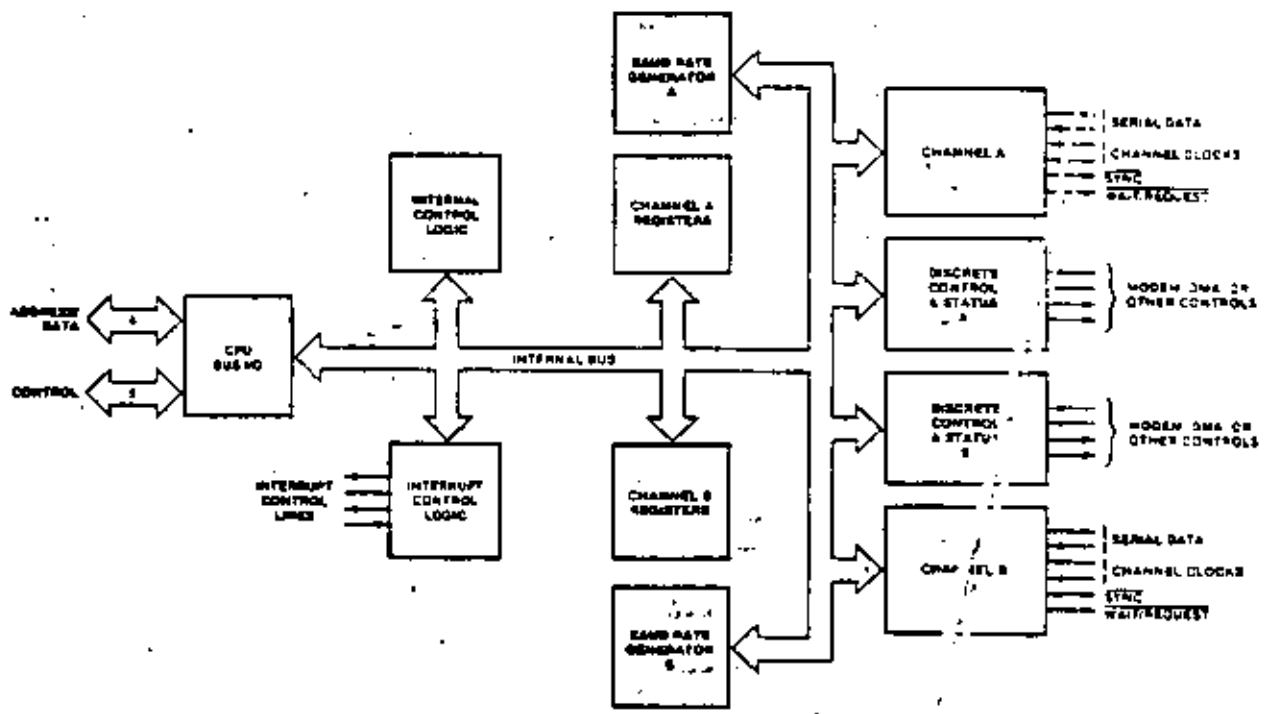 BAUD RATE
GENERATOR
A
CHANNEL A
SERIAL DATA
CHANNEL CLOCKS
SYNC
WAIT/REQUEST
INTERNAL
CONTROL
LOGIC
CHANNEL A
REGISTERS
DISCRETE
CONTROL
& STATUS
A
MODEM, DMA, OR
OTHER CONTROLS
ADDRESS
DATA
CPU
BUS I/O
INTERNAL BUS
CONTROL
5
DISCRETE
CONTROL
& STATUS
B
MODEM, DMA, OR
OTHER CONTROLS
INTERRUPT
CONTROL
LINES
INTERRUPT
CONTROL
LOGIC
CHANNEL B
REGISTERS
CHANNEL B
SERIAL DATA
CHANNEL CLOCKS
SYNC
WAIT/REQUEST
BAUD RATE
GENERATOR
B